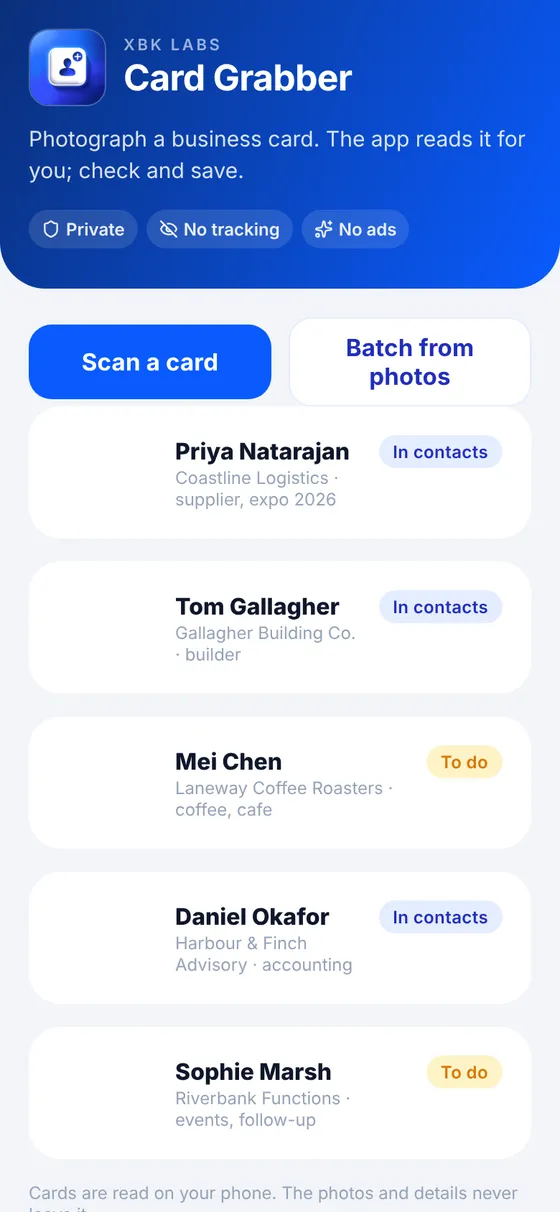 XBK LABS
Card Grabber
Photograph a business card. The app reads it for
you; check and save.
Private
No tracking
No ads
Scan a card
Batch from
photos
Priya Natarajan
In contacts
Coastline Logistics ·
supplier, expo 2026
Tom Gallagher
In contacts
Gallagher Building Co.
· builder
Mei Chen
To do
Laneway Coffee Roasters ·
coffee, cafe
Daniel Okafor
In contacts
Harbour & Finch
Advisory · accounting
Sophie Marsh
To do
Riverbank Functions ·
events, follow-up
Cards are read on your phone. The photos and details never